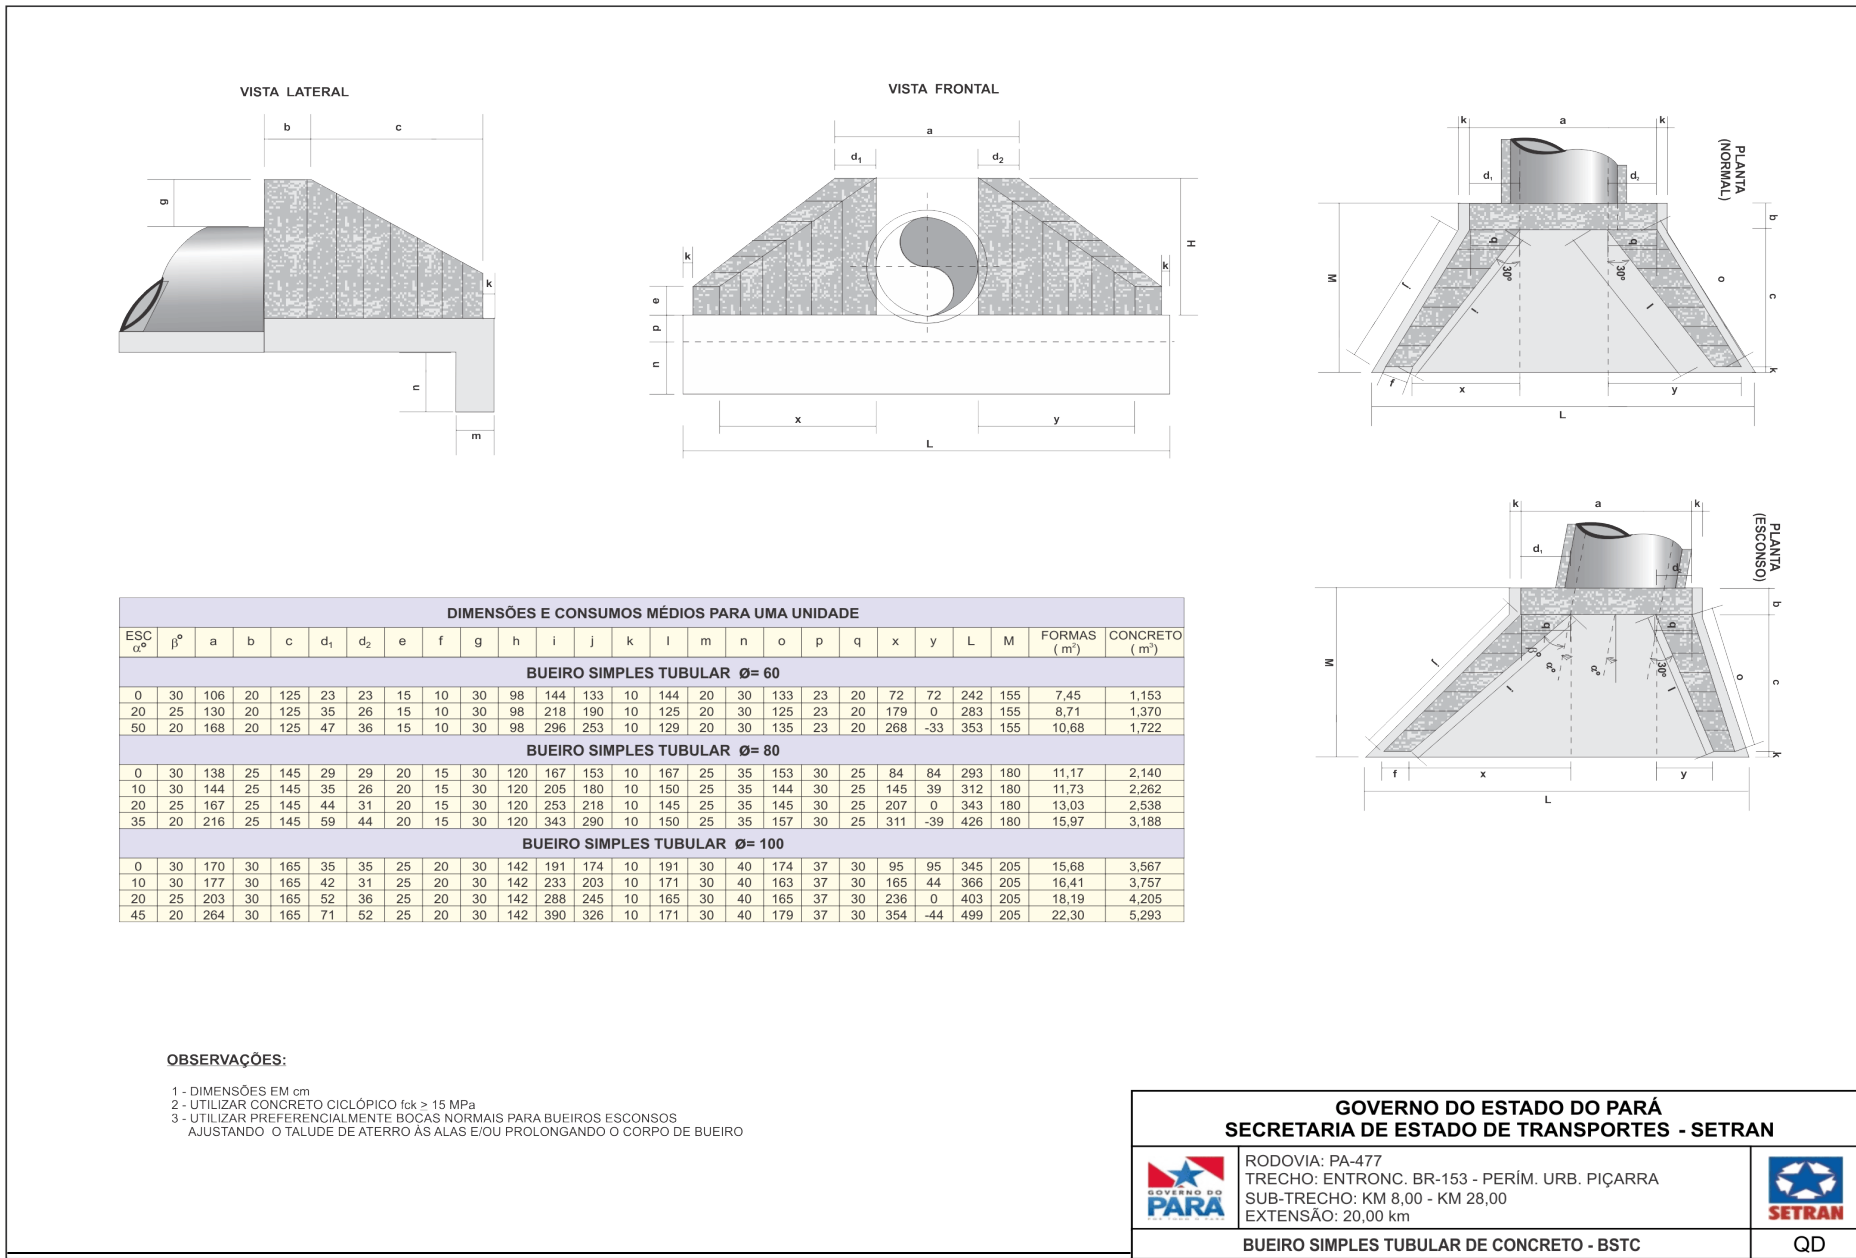 VISTA LATERAL
b c
g
k
n
m
VISTA FRONTAL
a
d1 d2
H
k k
e
p
n
x y
L
PLANTA
(NORMAL)
k a k
d1 d2
b
b b
30° 30°
M
j
i l
o
c
k
f x y
L
PLANTA
(ESCONSO)
k a k
d1 d2
b
b b
β° α° α° 30°
M
j
i l
o
c
k
f x y
L
DIMENSÕES E CONSUMOS MÉDIOS PARA UMA UNIDADE
ESC α° β° a b c d1 d2 e f g h i j k l m n o p q x y L M FORMAS (m²) CONCRETO (m³)
BUEIRO SIMPLES TUBULAR Ø= 60
0 30 106 20 125 23 23 15 10 30 98 144 133 10 144 20 30 133 23 20 72 72 242 155 7,45 1,153
20 25 130 20 125 35 26 15 10 30 98 218 190 10 125 20 30 125 23 20 179 0 283 155 8,71 1,370
50 20 168 20 125 47 36 15 10 30 98 296 253 10 129 20 30 135 23 20 268 -33 353 155 10,68 1,722
BUEIRO SIMPLES TUBULAR Ø= 80
0 30 138 25 145 29 29 20 15 30 120 167 153 10 167 25 35 153 30 25 84 84 293 180 11,17 2,140
10 30 144 25 145 35 26 20 15 30 120 205 180 10 150 25 35 144 30 25 145 39 312 180 11,73 2,262
20 25 167 25 145 44 31 20 15 30 120 253 218 10 145 25 35 145 30 25 207 0 343 180 13,03 2,538
35 20 216 25 145 59 44 20 15 30 120 343 290 10 150 25 35 157 30 25 311 -39 426 180 15,97 3,188
BUEIRO SIMPLES TUBULAR Ø= 100
0 30 170 30 165 35 35 25 20 30 142 191 174 10 191 30 40 174 37 30 95 95 345 205 15,68 3,567
10 30 177 30 165 42 31 25 20 30 142 233 203 10 171 30 40 163 37 30 165 44 366 205 16,41 3,757
20 25 203 30 165 52 36 25 20 30 142 288 245 10 165 30 40 165 37 30 236 0 403 205 18,19 4,205
45 20 264 30 165 71 52 25 20 30 142 390 326 10 171 30 40 179 37 30 354 -44 499 205 22,30 5,293
OBSERVAÇÕES:
1 - DIMENSÕES EM cm
2 - UTILIZAR CONCRETO CICLÓPICO fck ≥ 15 MPa
3 - UTILIZAR PREFERENCIALMENTE BOCAS NORMAIS PARA BUEIROS ESCONSOS
AJUSTANDO O TALUDE DE ATERRO ÀS ALAS E/OU PROLONGANDO O CORPO DE BUEIRO
GOVERNO DO ESTADO DO PARÁ
SECRETARIA DE ESTADO DE TRANSPORTES - SETRAN
GOVERNO DO
PARÁ
RODOVIA: PA-477
TRECHO: ENTRONC. BR-153 - PERÍM. URB. PIÇARRA
SUB-TRECHO: KM 8,00 - KM 28,00
EXTENSÃO: 20,00 km
SETRAN
BUEIRO SIMPLES TUBULAR DE CONCRETO - BSTC
QD